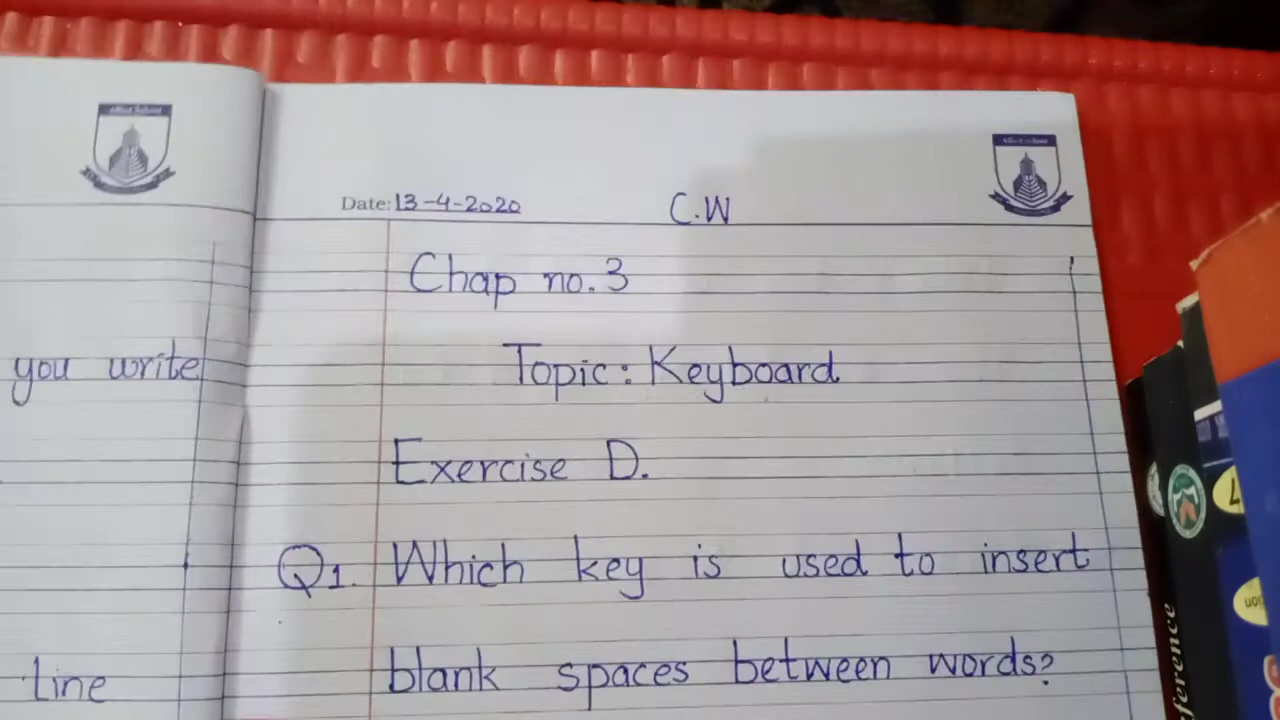 you write
line
Date: 13-4-2020 C.W
Chap no. 3
Topic: Keyboard
Exercise D.
Q1. Which key is used to insert
blank spaces between words?
ference